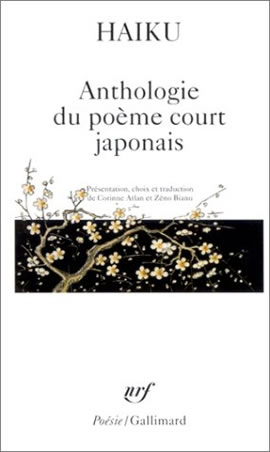 HAIKU
Anthologie
du poème court
japonais
Présentation, choix et traduction
de Corinne Atlan et Zéno Bianu
nrf
Poésie/Gallimard